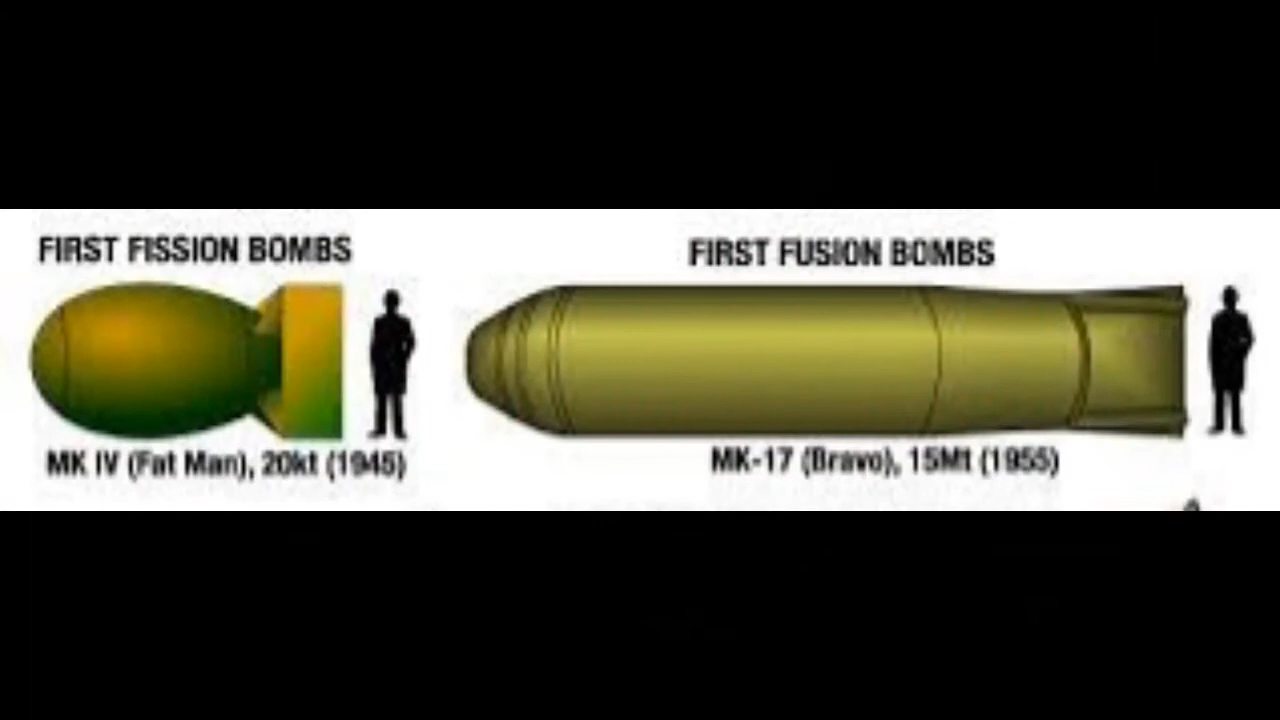 FIRST FISSION BOMBS
FIRST FUSION BOMBS
MK IV (Fat Man), 20kt (1945)
MK-17 (Bravo), 15Mt (1955)